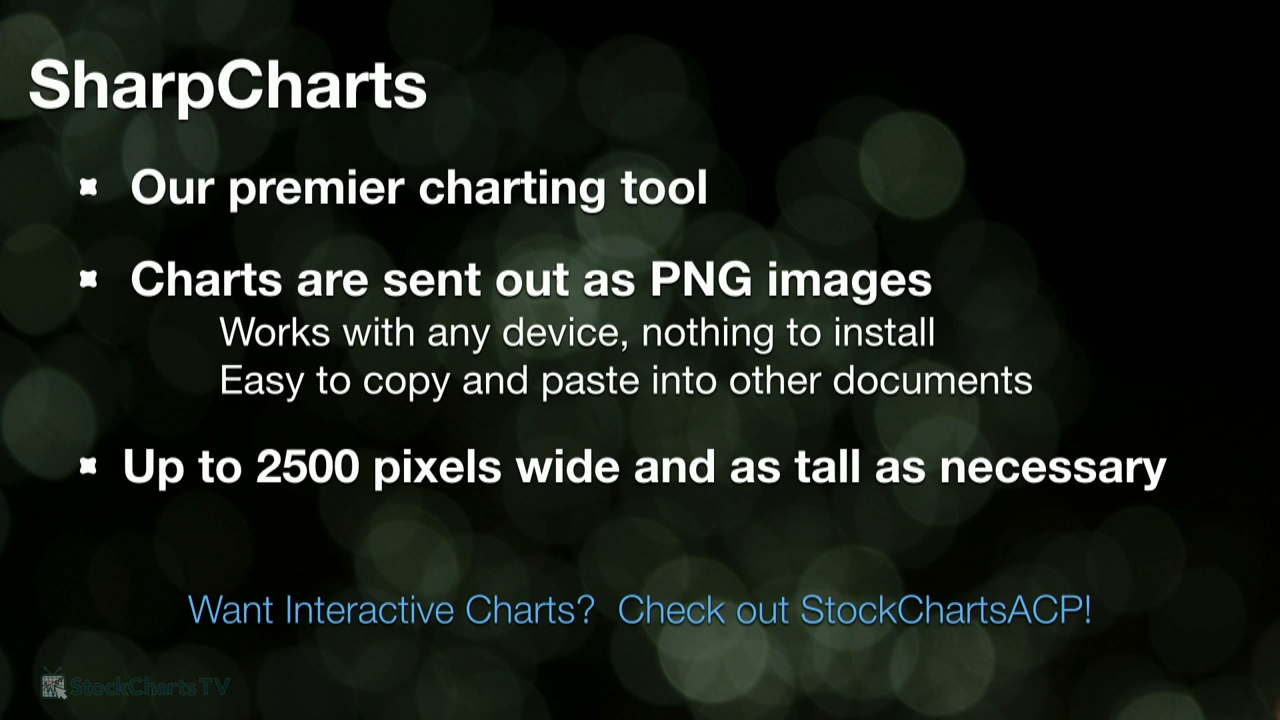 SharpCharts
Our premier charting tool
Charts are sent out as PNG images
Works with any device, nothing to install
Easy to copy and paste into other documents
Up to 2500 pixels wide and as tall as necessary
Want Interactive Charts? Check out StockChartsACP!
StockCharts TV